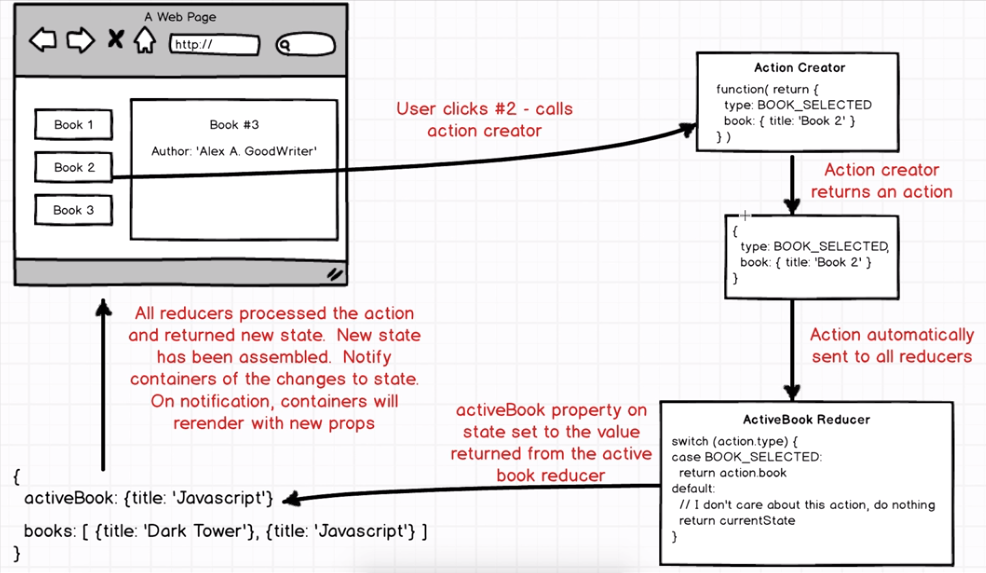 A Web Page
http://
Book 1
Book 2
Book 3
Book #3
Author: 'Alex A. GoodWriter'
User clicks #2 - calls
action creator
Action Creator
function( return {
type: BOOK_SELECTED
book: { title: 'Book 2' }
} )
Action creator
returns an action
{
type: BOOK_SELECTED,
book: { title: 'Book 2' }
}
Action automatically
sent to all reducers
ActiveBook Reducer
switch (action.type) {
case BOOK_SELECTED:
return action.book
default:
// I don't care about this action, do nothing
return currentState
}
activeBook property on
state set to the value
returned from the active
book reducer
All reducers processed the action
and returned new state. New state
has been assembled. Notify
containers of the changes to state.
On notification, containers will
rerender with new props
{
activeBook: {title: 'Javascript'}
books: [ {title: 'Dark Tower'}, {title: 'Javascript'} ]
}